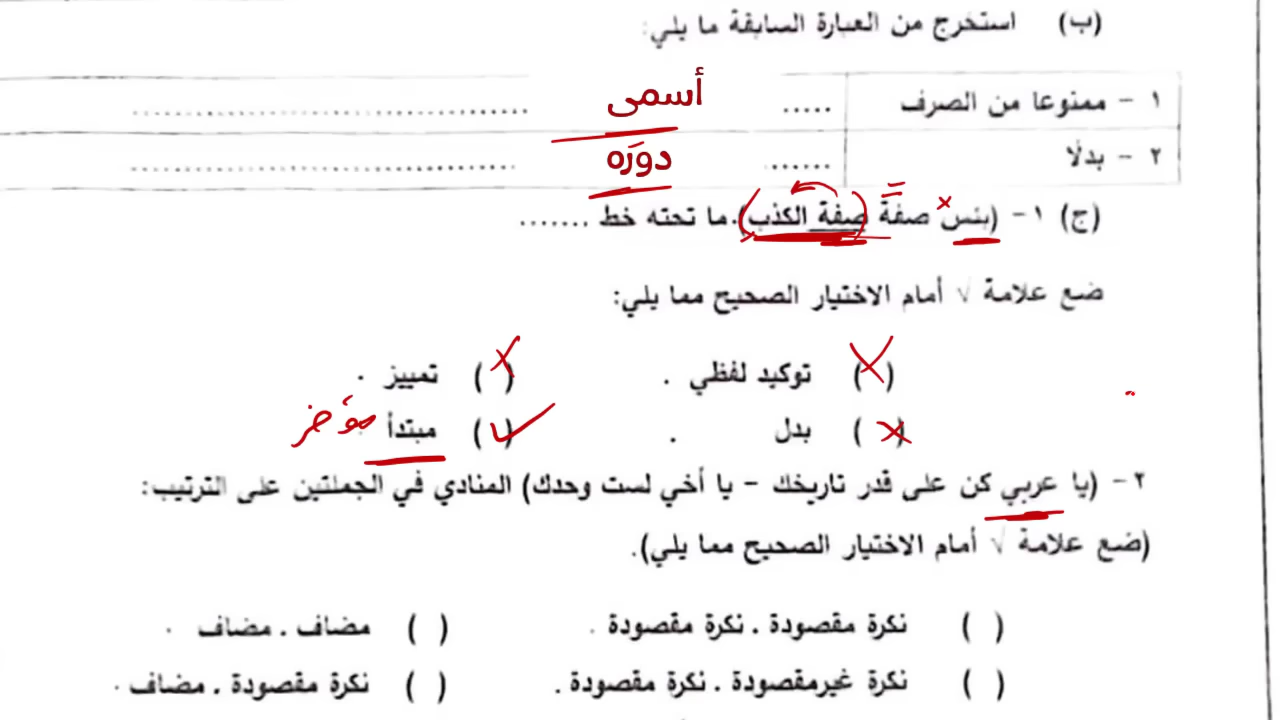 (ب) استخرج من العبارة السابقة ما يلي:
١ - ممنوعا من الصرف ..... أسمى ..............................
٢ - بدلًا ...... دورَه ..............................
(ج) ١- (بئس صفةً صفة الكذب). ما تحته خط .......
ضع علامة √ أمام الاختيار الصحيح مما يلي:
( ) توكيد لفظي . ( ) تمييز .
( ) بدل . ( ) مبتدأ مؤخر
٢- (يا عربي كن على قدر تاريخك - يا أخي لست وحدك) المنادي في الجملتين على الترتيب:
(ضع علامة √ أمام الاختيار الصحيح مما يلي).
( ) نكرة مقصودة . نكرة مقصودة . ( ) مضاف . مضاف .
( ) نكرة غيرمقصودة . نكرة مقصودة . ( ) نكرة مقصودة . مضاف .